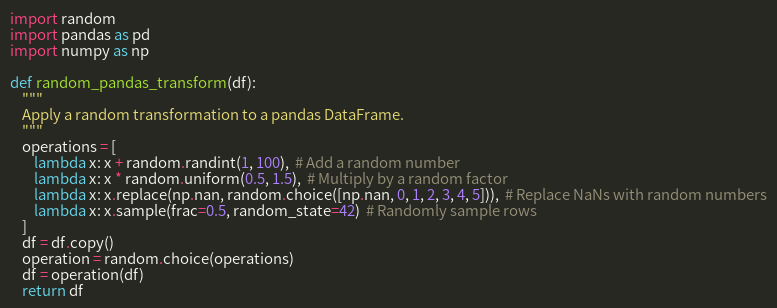 import random
import pandas as pd
import numpy as np
def random_pandas_transform(df):
"""
Apply a random transformation to a pandas DataFrame.
"""
operations = [
lambda x: x + random.randint(1, 100), # Add a random number
lambda x: x * random.uniform(0.5, 1.5), # Multiply by a random factor
lambda x: x.replace(np.nan, random.choice([np.nan, 0, 1, 2, 3, 4, 5])), # Replace NaNs with random numbers
lambda x: x.sample(frac=0.5, random_state=42) # Randomly sample rows
]
df = df.copy()
operation = random.choice(operations)
df = operation(df)
return df